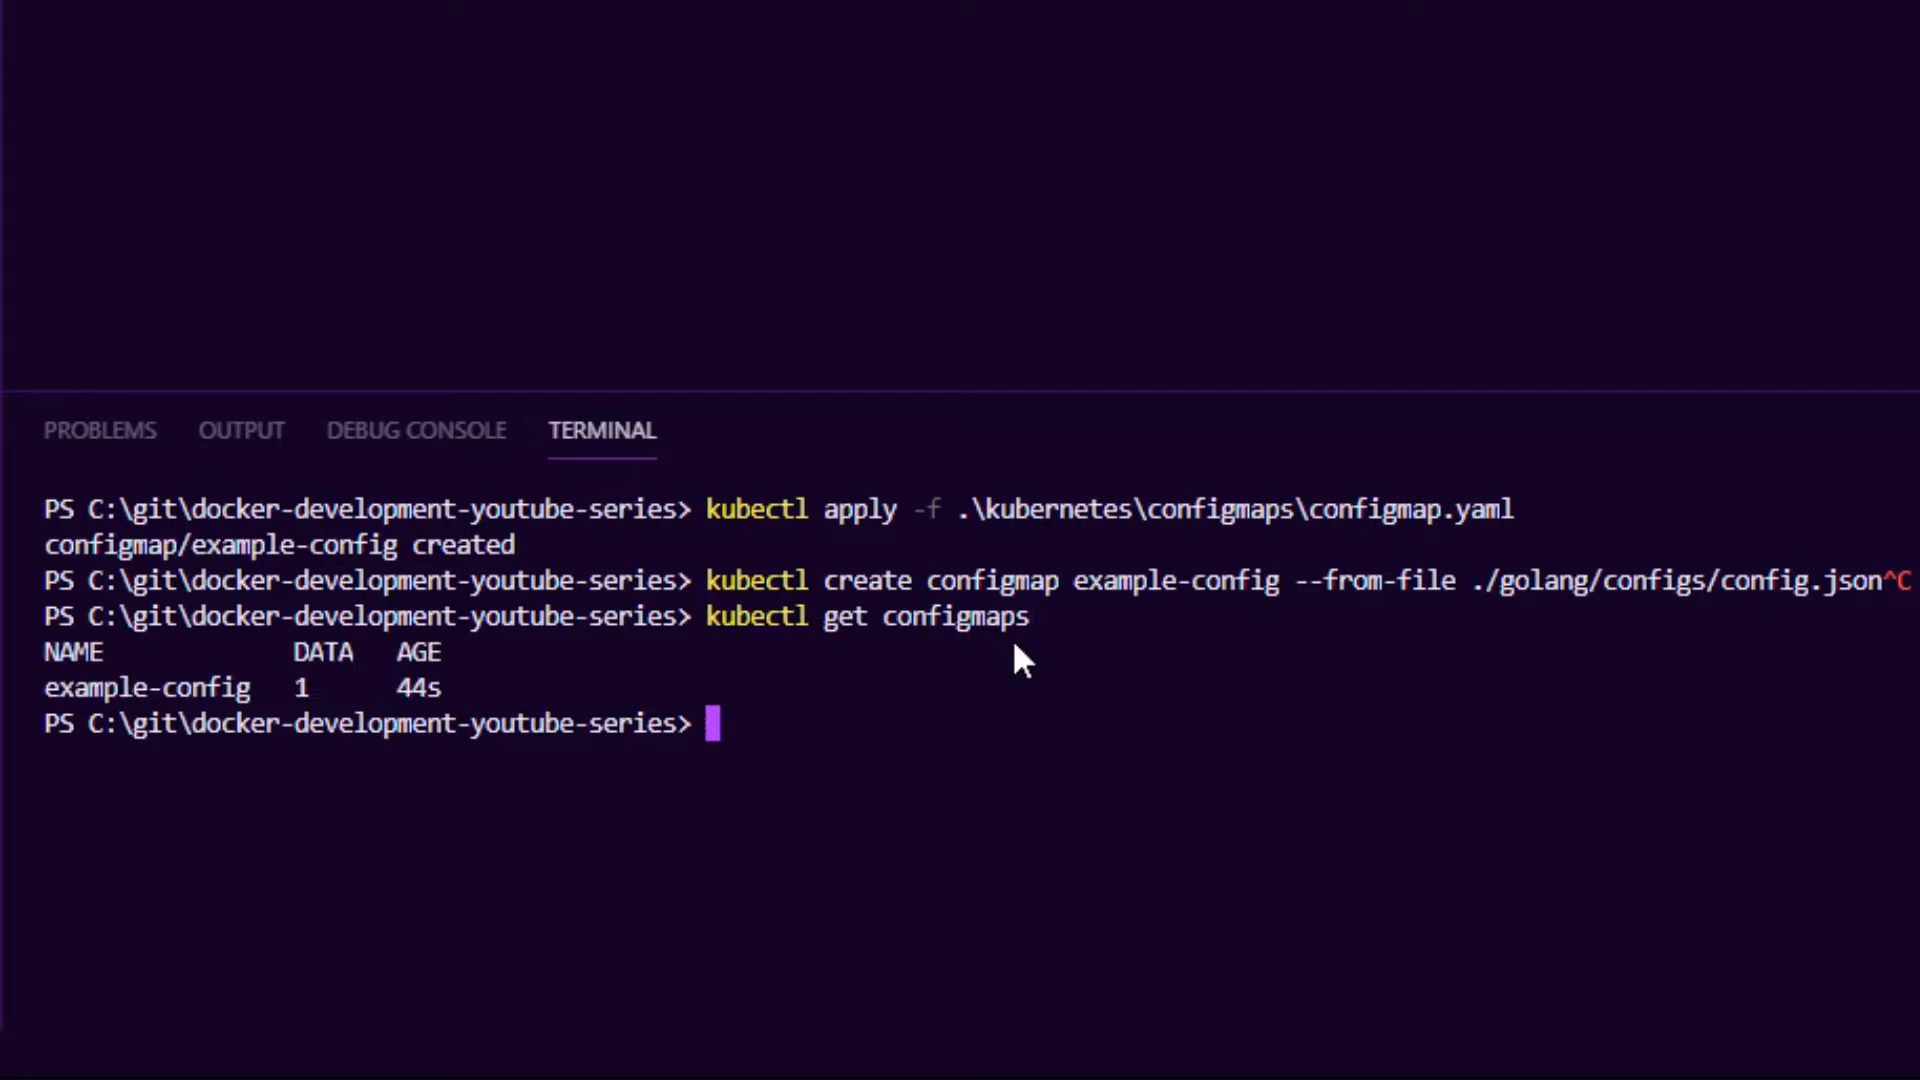 PROBLEMS OUTPUT DEBUG CONSOLE TERMINAL
PS C:\git\docker-development-youtube-series> kubectl apply -f .\kubernetes\configmaps\configmap.yaml
configmap/example-config created
PS C:\git\docker-development-youtube-series> kubectl create configmap example-config --from-file ./golang/configs/config.json^C
PS C:\git\docker-development-youtube-series> kubectl get configmaps
NAME DATA AGE
example-config 1 44s
PS C:\git\docker-development-youtube-series>